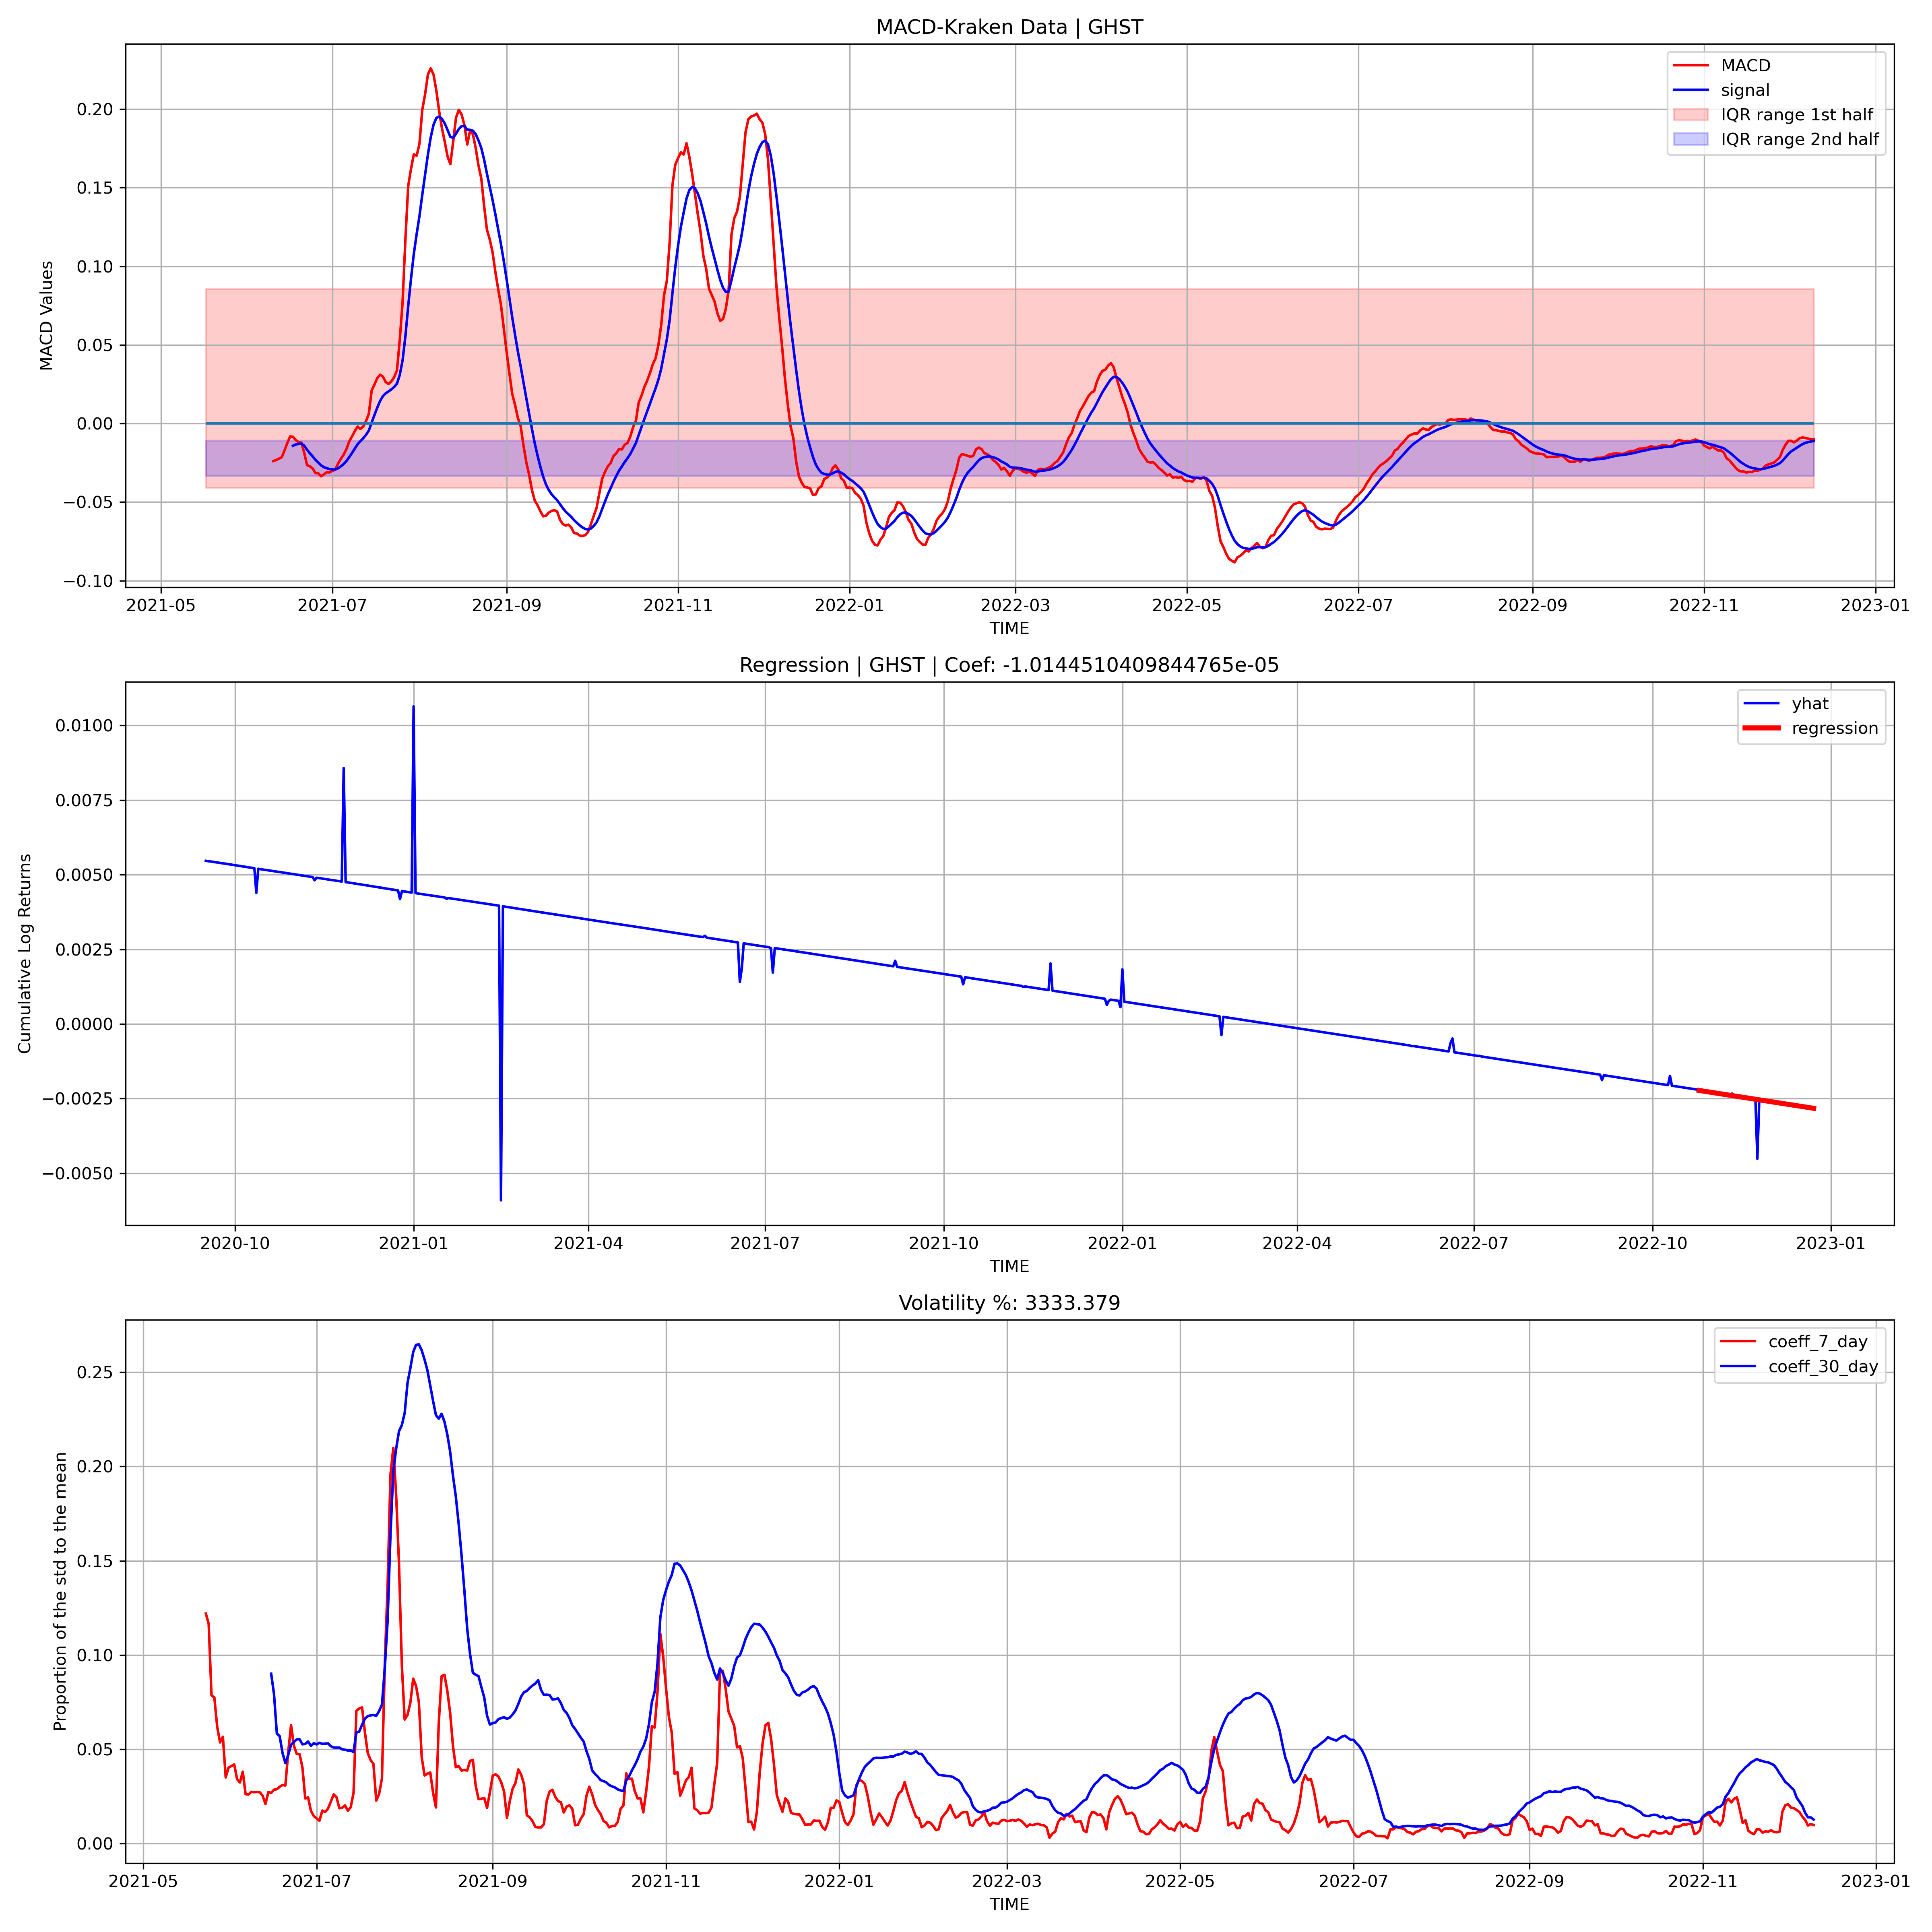 MACD-Kraken Data | GHST
MACD
signal
IQR range 1st half
IQR range 2nd half
MACD Values
0.20
0.15
0.10
0.05
0.00
−0.05
−0.10
2021-05 2021-07 2021-09 2021-11 2022-01 2022-03 2022-05 2022-07 2022-09 2022-11 2023-01
TIME
Regression | GHST | Coef: -1.0144510409844765e-05
yhat
regression
Cumulative Log Returns
0.0100
0.0075
0.0050
0.0025
0.0000
−0.0025
−0.0050
2020-10 2021-01 2021-04 2021-07 2021-10 2022-01 2022-04 2022-07 2022-10 2023-01
TIME
Volatility %: 3333.379
coeff_7_day
coeff_30_day
Proportion of the std to the mean
0.25
0.20
0.15
0.10
0.05
0.00
2021-05 2021-07 2021-09 2021-11 2022-01 2022-03 2022-05 2022-07 2022-09 2022-11 2023-01
TIME